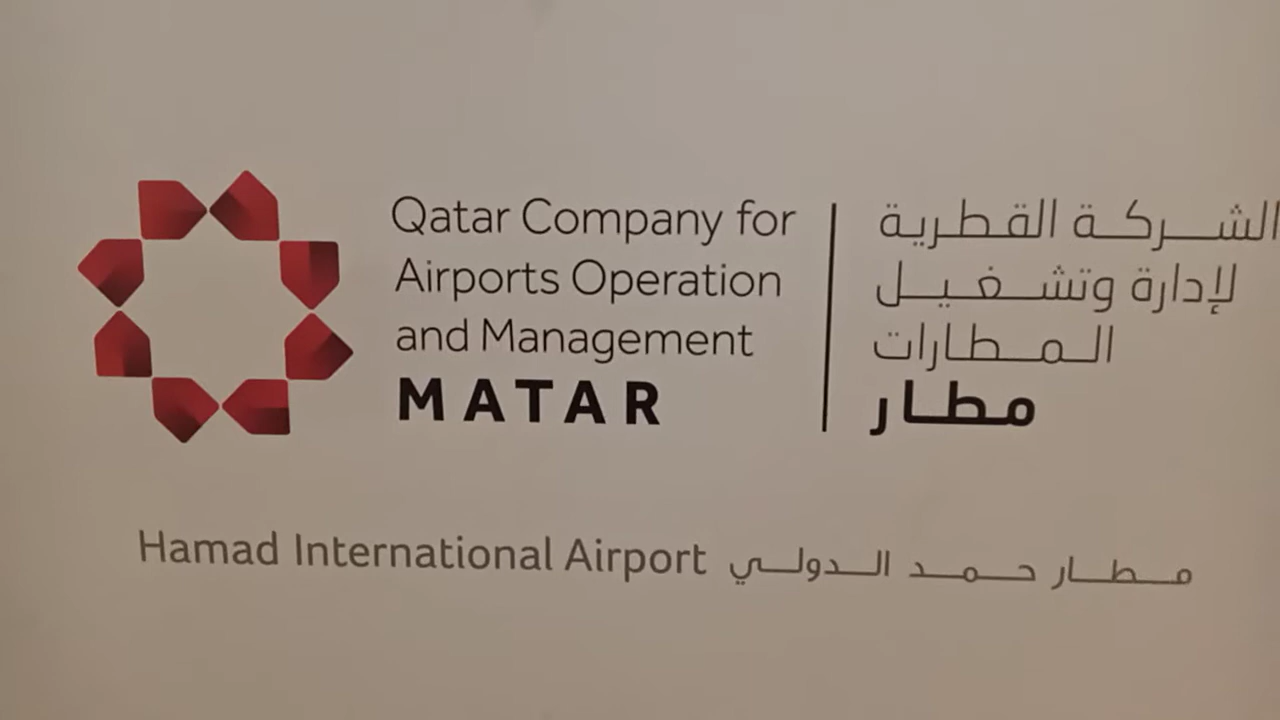 Qatar Company for
Airports Operation
and Management
MATAR
الشركة القطرية
لإدارة وتشغيل
المطارات
مطار
Hamad International Airport مطار حمد الدولي